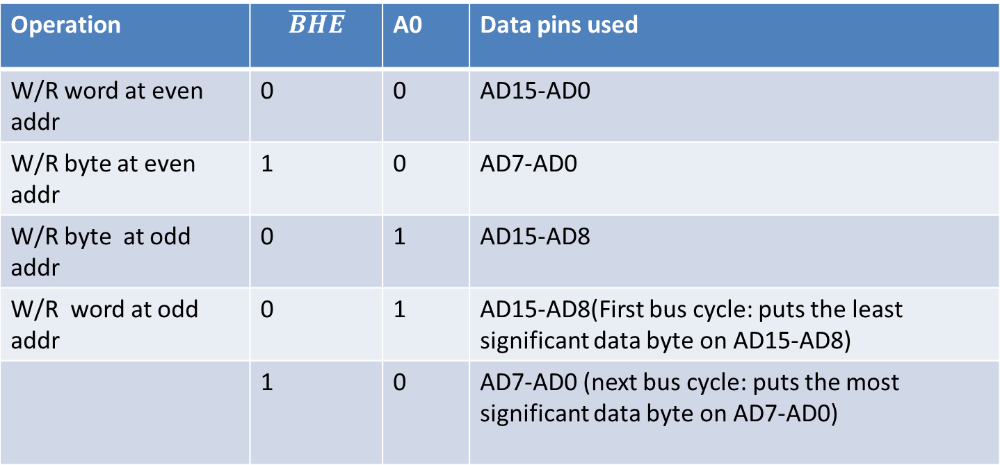 Operation B̅H̅E̅ A0 Data pins used
W/R word at even 0 0 AD15-AD0
addr
W/R byte at even 1 0 AD7-AD0
addr
W/R byte at odd 0 1 AD15-AD8
addr
W/R word at odd 0 1 AD15-AD8(First bus cycle: puts the least
addr significant data byte on AD15-AD8)
1 0 AD7-AD0 (next bus cycle: puts the most
significant data byte on AD7-AD0)